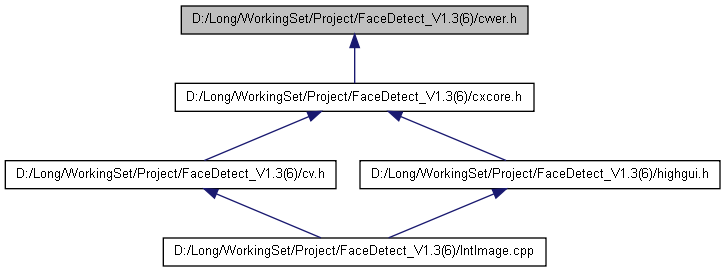 D:/Long/WorkingSet/Project/FaceDetect_V1.3(6)/cvver.h
D:/Long/WorkingSet/Project/FaceDetect_V1.3(6)/cxcore.h
D:/Long/WorkingSet/Project/FaceDetect_V1.3(6)/cv.h
D:/Long/WorkingSet/Project/FaceDetect_V1.3(6)/highgui.h
D:/Long/WorkingSet/Project/FaceDetect_V1.3(6)/IntImage.cpp